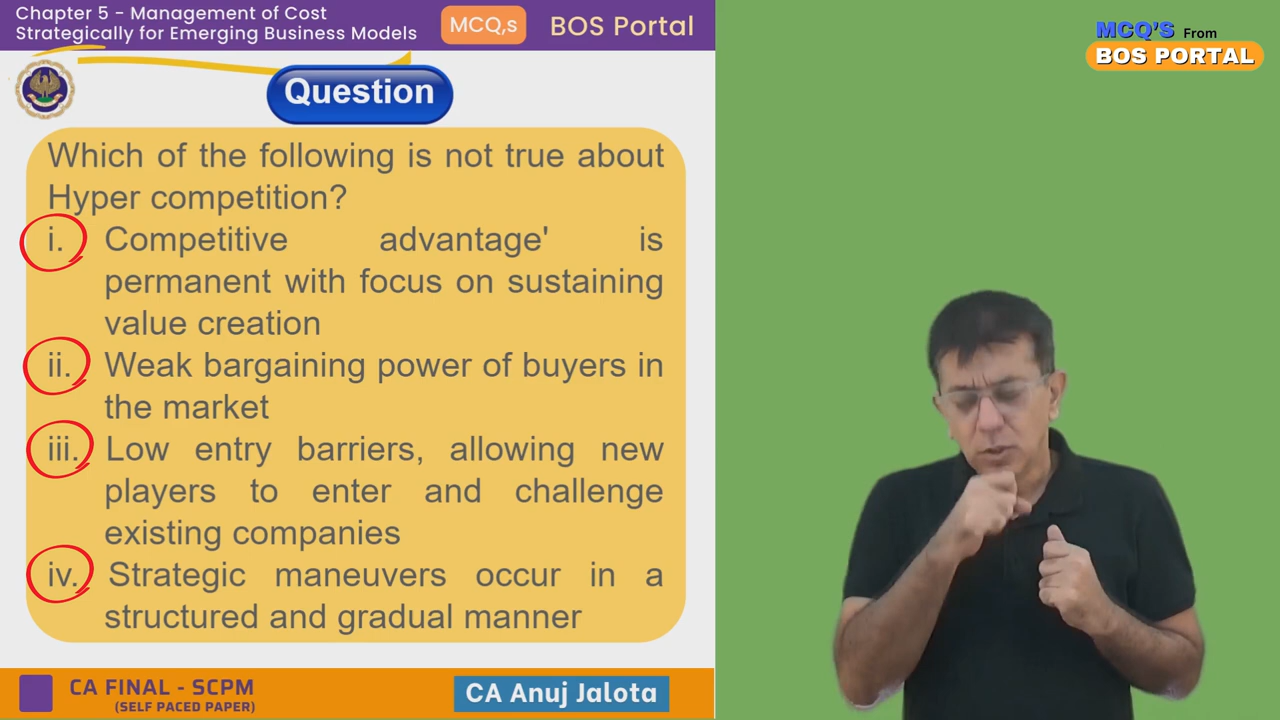 Chapter 5 - Management of Cost
Strategically for Emerging Business Models
MCQ,s
BOS Portal
MCQ'S From
BOS PORTAL
Question
Which of the following is not true about
Hyper competition?
i. Competitive advantage' is
permanent with focus on sustaining
value creation
ii. Weak bargaining power of buyers in
the market
iii. Low entry barriers, allowing new
players to enter and challenge
existing companies
iv. Strategic maneuvers occur in a
structured and gradual manner
CA FINAL - SCPM
(SELF PACED PAPER)
CA Anuj Jalota